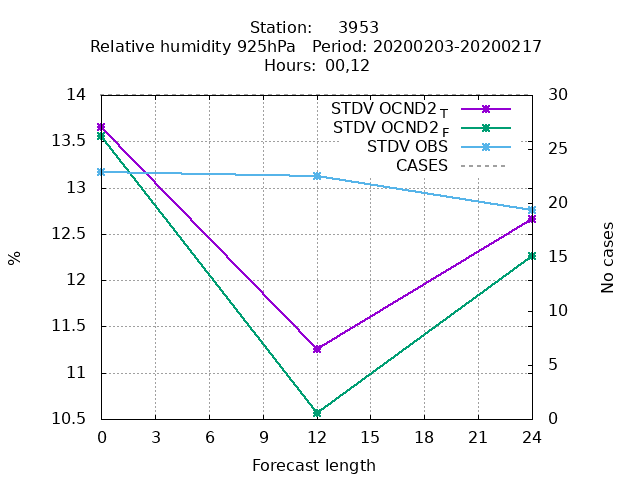 Station: 3953
Relative humidity 925hPa Period: 20200203-20200217
Hours: 00,12
STDV OCND2 T
STDV OCND2 F
STDV OBS
CASES
14
13.5
13
12.5
12
11.5
11
10.5
%
30
25
20
15
10
5
0
No cases
0 3 6 9 12 15 18 21 24
Forecast length